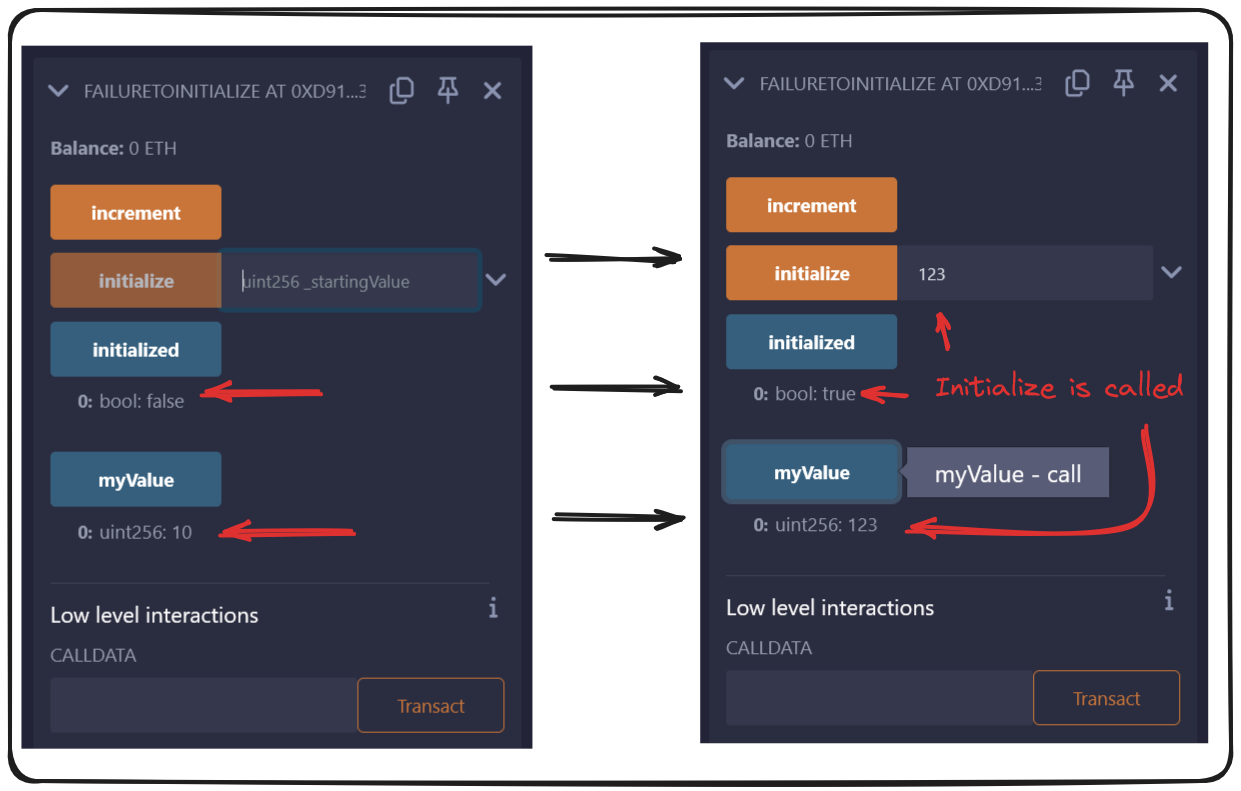 FAILURETOINITIALIZE AT 0XD91...3
Balance: 0 ETH
increment
initialize
uint256 _startingValue
initialized
0: bool: false
myValue
0: uint256: 10
Low level interactions
i
CALLDATA
Transact
FAILURETOINITIALIZE AT 0XD91...3
Balance: 0 ETH
increment
initialize
123
initialized
0: bool: true
Initialize is called
myValue
myValue - call
0: uint256: 123
Low level interactions
i
CALLDATA
Transact